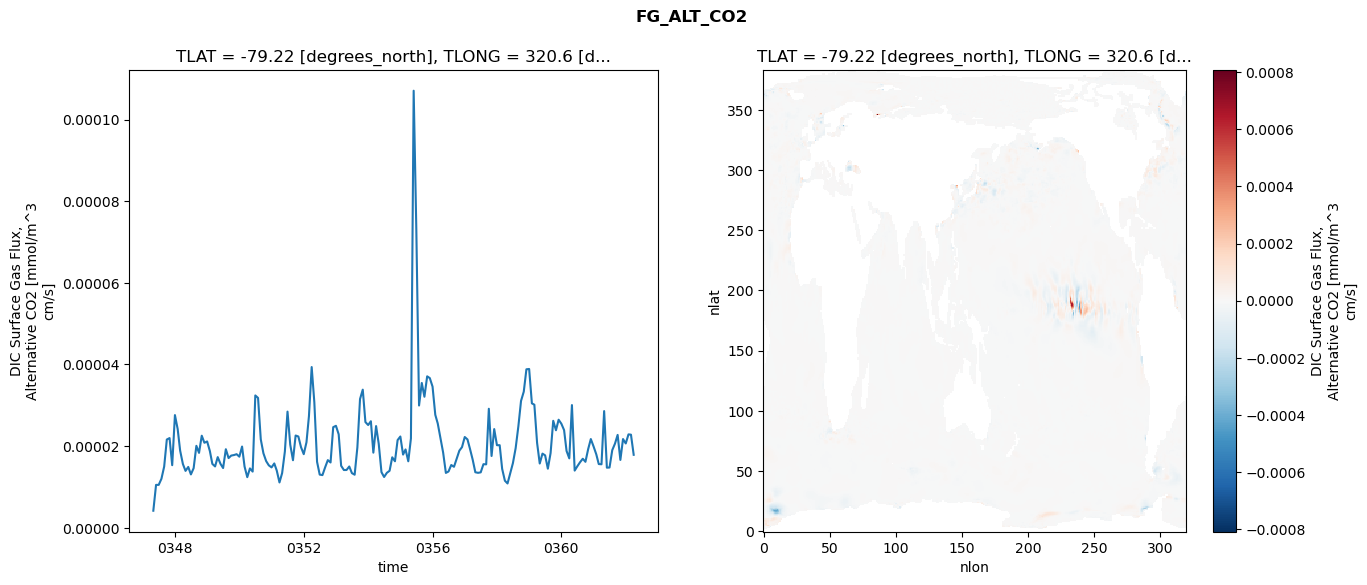 FG_ALT_CO2
TLAT = -79.22 [degrees_north], TLONG = 320.6 [d...
DIC Surface Gas Flux,
Alternative CO2 [mmol/m^3
cm/s]
0.00010
0.00008
0.00006
0.00004
0.00002
0.00000
0348
0352
0356
0360
time
TLAT = -79.22 [degrees_north], TLONG = 320.6 [d...
nlat
350
300
250
200
150
100
50
0
0
50
100
150
200
250
300
nlon
0.0008
0.0006
0.0004
0.0002
0.0000
−0.0002
−0.0004
−0.0006
−0.0008
DIC Surface Gas Flux,
Alternative CO2 [mmol/m^3
cm/s]